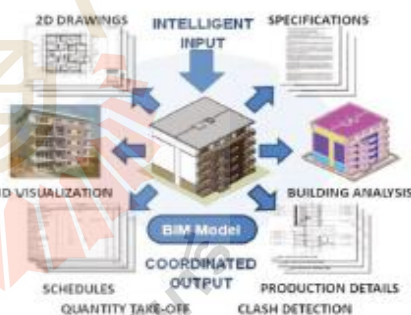 2D DRAWINGS
INTELLIGENT
INPUT
SPECIFICATIONS
D VISUALIZATION
BUILDING ANALYSIS
BIM Model
COORDINATED
OUTPUT
SCHEDULES
PRODUCTION DETAILS
QUANTITY TAKE-OFF
CLASH DETECTION